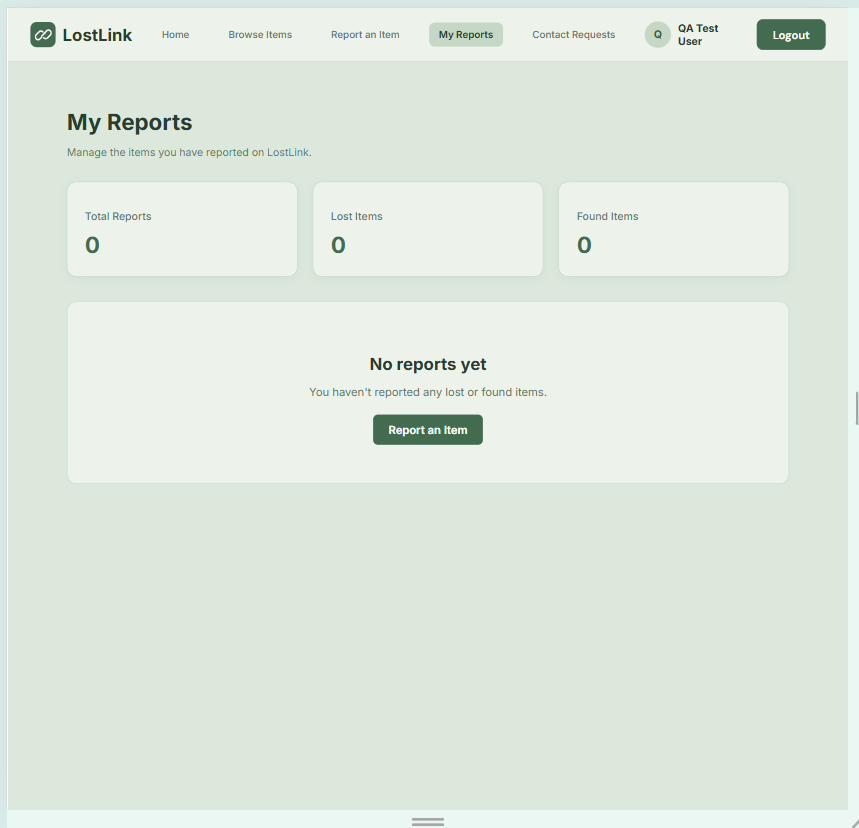 LostLink
Home
Browse Items
Report an Item
My Reports
Contact Requests
Q
QA Test
User
Logout
My Reports
Manage the items you have reported on LostLink.
Total Reports
0
Lost Items
0
Found Items
0
No reports yet
You haven't reported any lost or found items.
Report an Item